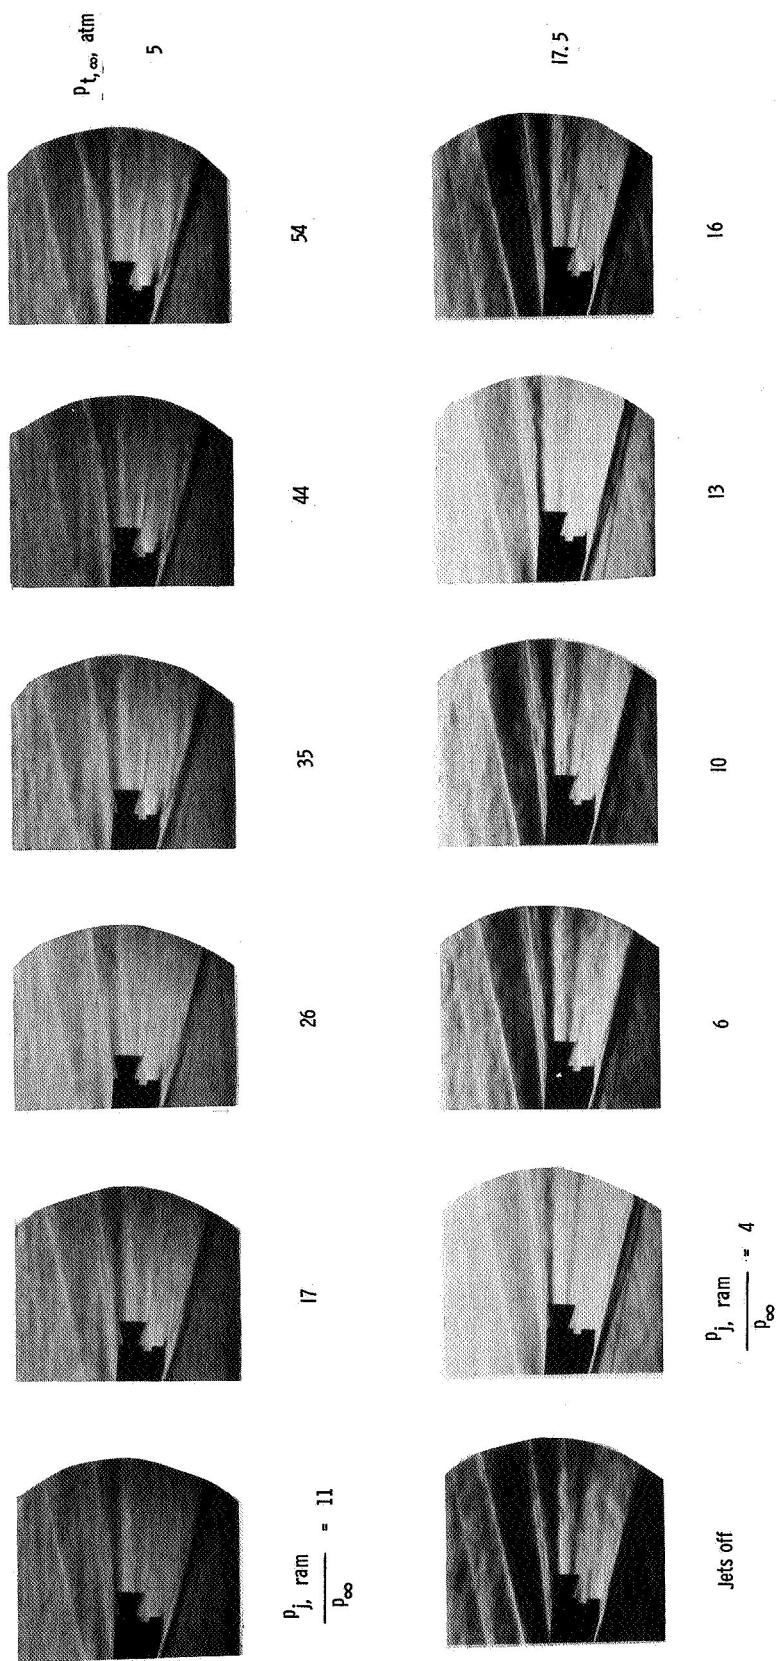 p_t,∞, atm
5
p_j, ram / p_∞ = 11
17
26
35
44
54
17.5
Jets off
p_j, ram / p_∞ = 4
6
10
13
16